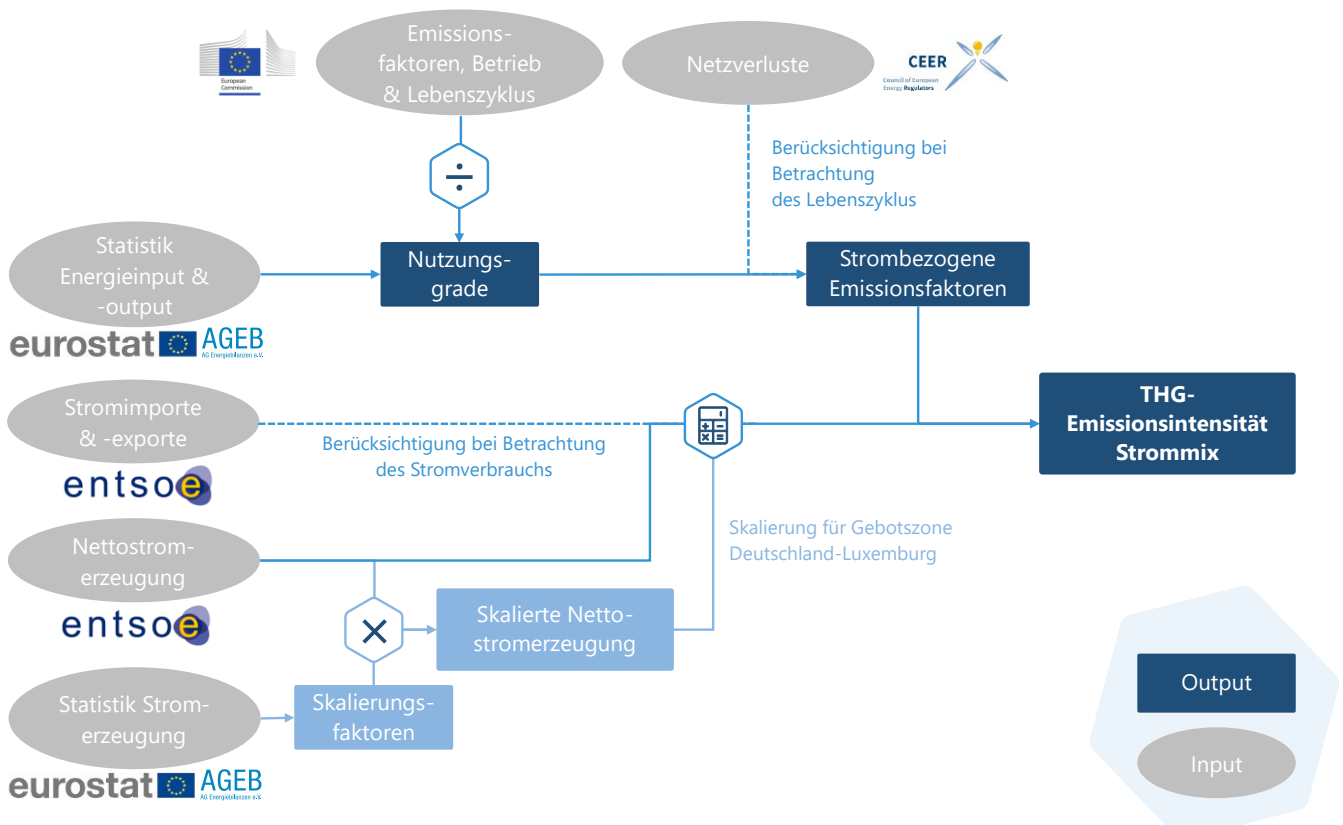 Emissions-
faktoren, Betrieb
& Lebenszyklus
European
Commission
Netzverluste
CEER
Council of European
Energy Regulators
Berücksichtigung bei
Betrachtung
des Lebenszyklus
÷
Statistik
Energieinput &
-output
eurostat
AGEB
AG Energiebilanzen e.V.
Nutzungs-
grade
Strombezogene
Emissionsfaktoren
Stromimporte
& -exporte
entsoe
Berücksichtigung bei Betrachtung
des Stromverbrauchs
THG-
Emissionsintensität
Strommix
Nettostrom-
erzeugung
entsoe
×
Skalierte Netto-
stromerzeugung
Skalierung für Gebotszone
Deutschland-Luxemburg
Statistik Strom-
erzeugung
eurostat
AGEB
AG Energiebilanzen e.V.
Skalierungs-
faktoren
Output
Input